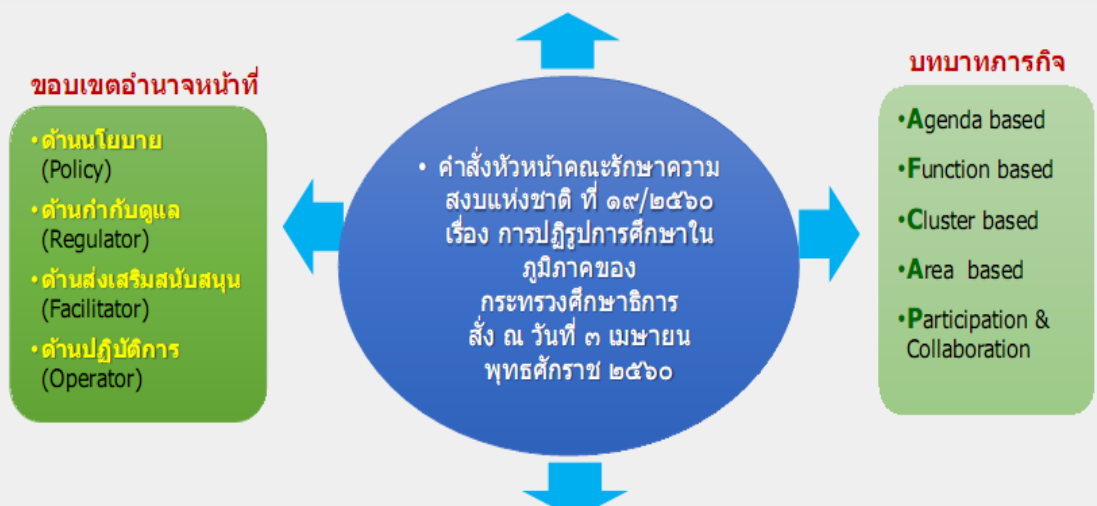 ขอบเขตอำนาจหน้าที่
•ด้านนโยบาย
(Policy)
•ด้านกำกับดูแล
(Regulator)
•ด้านส่งเสริมสนับสนุน
(Facilitator)
•ด้านปฏิบัติการ
(Operator)
• คำสั่งหัวหน้าคณะรักษาความ
สงบแห่งชาติ ที่ ๑๙/๒๕๖๐
เรื่อง การปฏิรูปการศึกษาใน
ภูมิภาคของ
กระทรวงศึกษาธิการ
สั่ง ณ วันที่ ๓ เมษายน
พุทธศักราช ๒๕๖๐
บทบาทภารกิจ
•Agenda based
•Function based
•Cluster based
•Area based
•Participation &
Collaboration